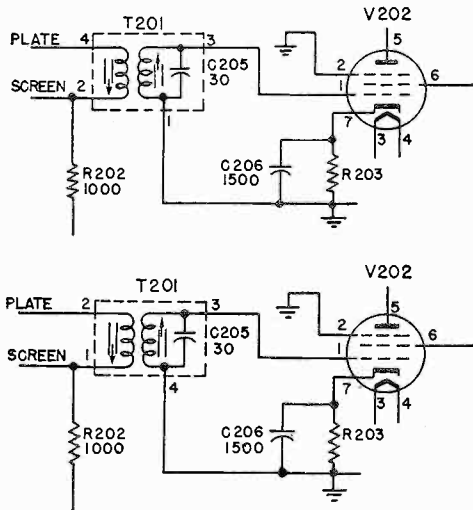 T201
V202
PLATE 4
3
5
C205
30
2
1
6
SCREEN 2
1
7
3 4
R202
1000
C206
1500
R203
T201
V202
PLATE 2
3
5
C205
30
2
1
6
SCREEN 1
4
7
3 4
R202
1000
C206
1500
R203